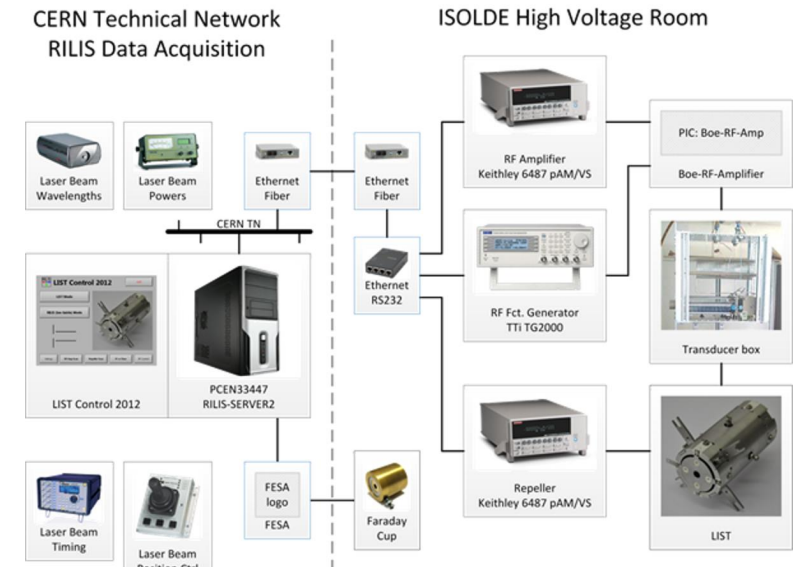 CERN Technical Network
RILIS Data Acquisition
ISOLDE High Voltage Room
Laser Beam
Wavelengths
Laser Beam
Powers
Ethernet
Fiber
Ethernet
Fiber
CERN TN
RF Amplifier
Keithley 6487 pAM/VS
PIC: Boe-RF-Amp
Boe-RF-Amplifier
Ethernet
RS232
RF Fct. Generator
TTi TG2000
Transducer box
LIST Control 2012
LIST Control 2012
PCEN33447
RILIS-SERVER2
Repeller
Keithley 6487 pAM/VS
LIST
FESA
logo
FESA
Faraday
Cup
Laser Beam
Timing
Laser Beam